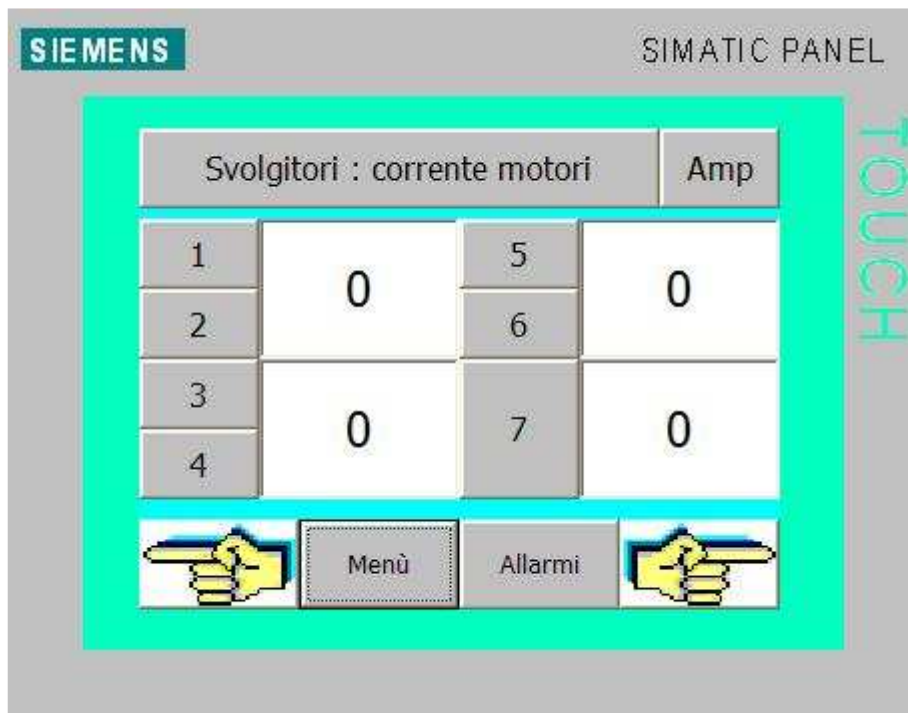 SIEMENS
SIMATIC PANEL
TOUCH
Svolgitori : corrente motori
Amp
1
0
5
0
2
6
3
0
7
0
4
Menù
Allarmi